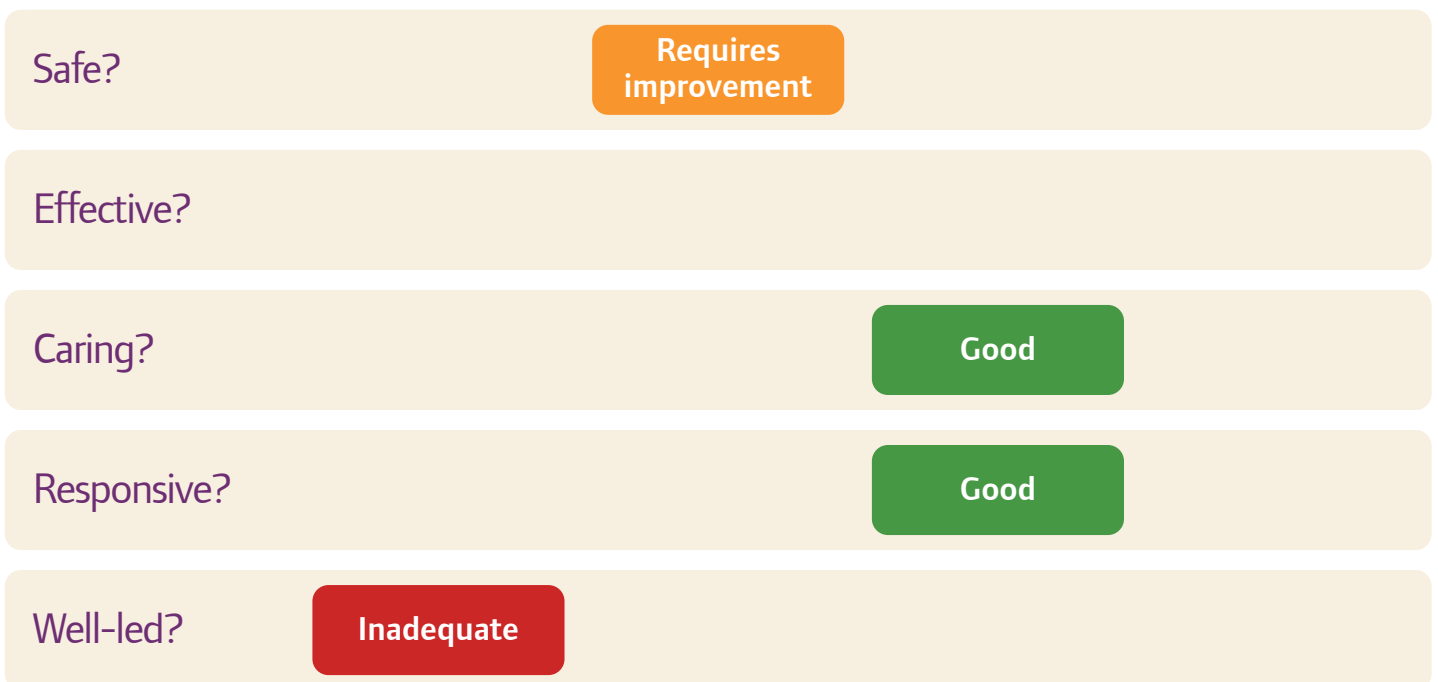 Safe?
Requires
improvement
Effective?
Caring?
Good
Responsive?
Good
Well-led?
Inadequate